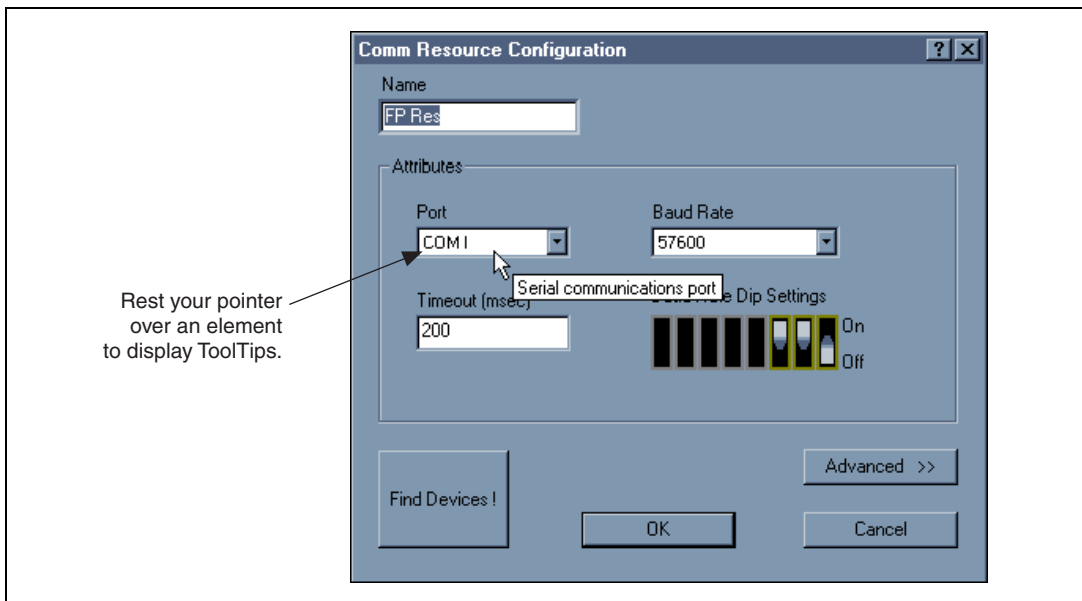 Comm Resource Configuration
Name
FP Res
Attributes
Port
Baud Rate
COM1
57600
Serial communications port
Timeout (msec)
Rate Dip Settings
200
On
Off
Rest your pointer
over an element
to display ToolTips.
Advanced >>
Find Devices !
OK
Cancel